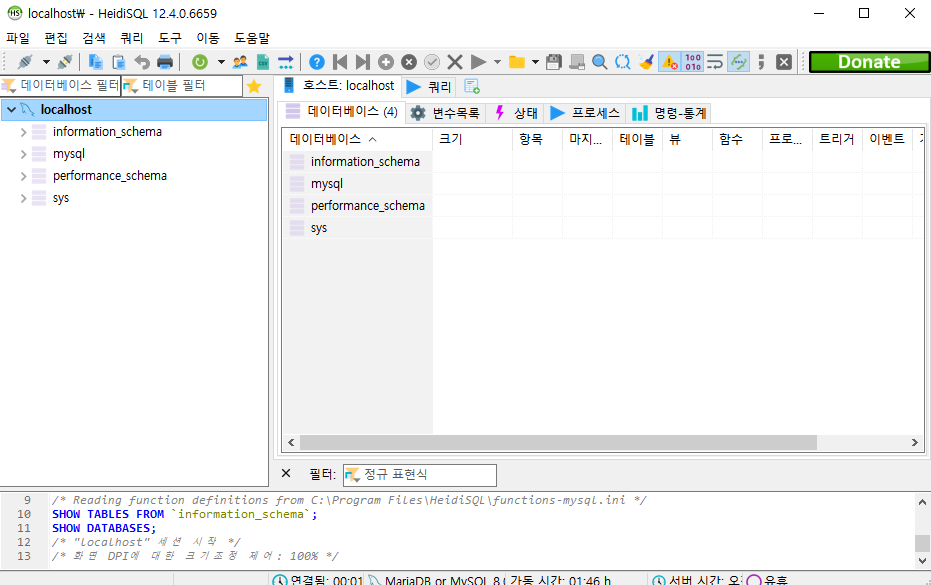 localhost₩ - HeidiSQL 12.4.0.6659
파일 편집 검색 쿼리 도구 이동 도움말
Donate
데이터베이스 필터 테이블 필터
호스트: localhost 쿼리
localhost
information_schema
mysql
performance_schema
sys
데이터베이스 (4) 변수목록 상태 프로세스 명령-통계
데이터베이스 크기 항목 마지... 테이블 뷰 함수 프로... 트리거 이벤트
information_schema
mysql
performance_schema
sys
필터: 정규 표현식
9 /* Reading function definitions from C:\Program Files\HeidiSQL\functions-mysql.ini */
10 SHOW TABLES FROM `information_schema`;
11 SHOW DATABASES;
12 /* "localhost" 세션 시작 */
13 /* 화면 DPI에 대한 크기조정 제어: 100% */
연결됨: 00:01 MariaDB or MySQL 8.( 가동 시간: 01:46 h 서버 시간: 유휴